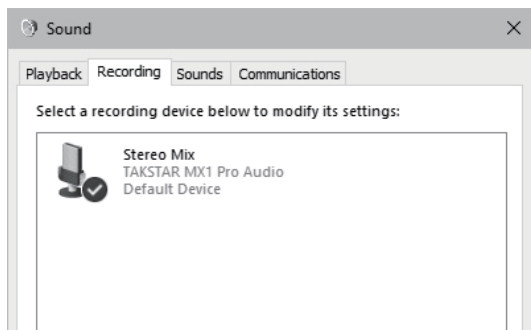 Sound
Playback Recording Sounds Communications
Select a recording device below to modify its settings:
Stereo Mix
TAKSTAR MX1 Pro Audio
Default Device